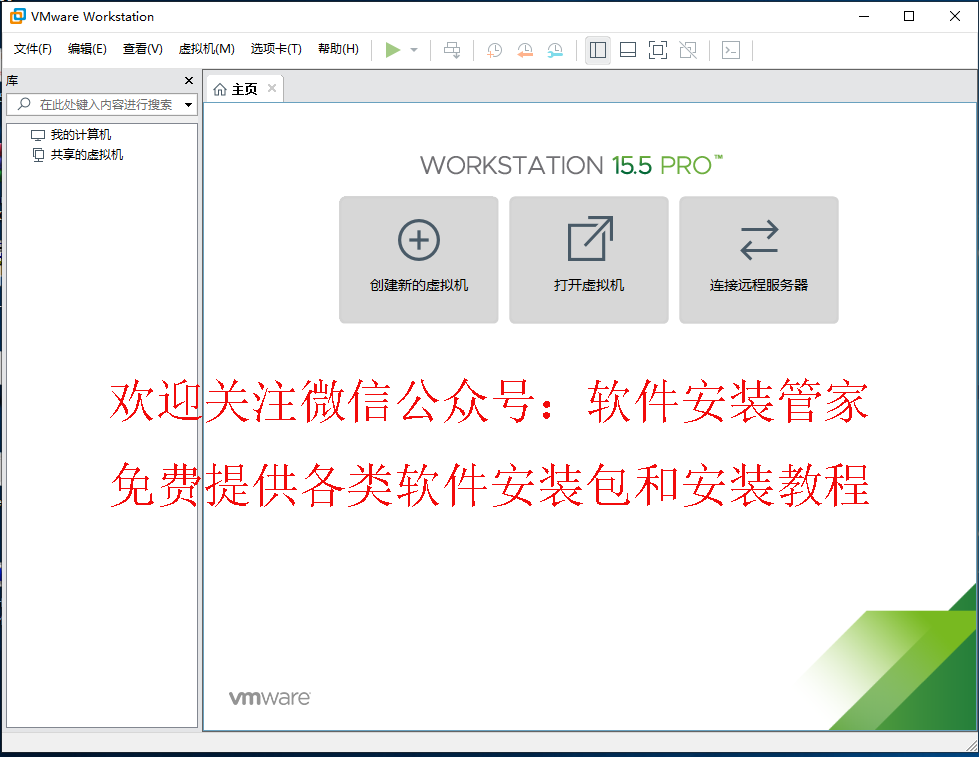 VMware Workstation
文件(F) 编辑(E) 查看(V) 虚拟机(M) 选项卡(T) 帮助(H)
库
在此处键入内容进行搜索
我的计算机
共享的虚拟机
主页
WORKSTATION 15.5 PRO™
创建新的虚拟机 打开虚拟机 连接远程服务器
欢迎关注微信公众号：软件安装管家
免费提供各类软件安装包和安装教程
vmware